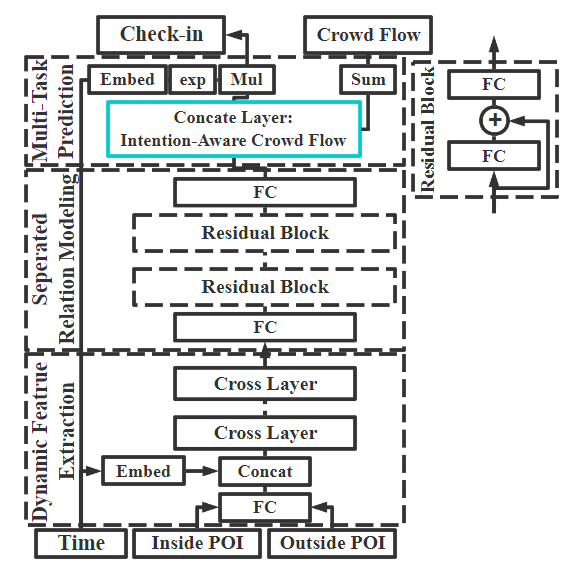 Check-in
Crowd Flow
Multi-Task
Prediction
Embed
exp
Mul
Sum
Concate Layer:
Intention-Aware Crowd Flow
Seperated
Relation Modeling
FC
Residual Block
Residual Block
FC
Dynamic Featrue
Extraction
Cross Layer
Cross Layer
Embed
Concat
FC
Time
Inside POI
Outside POI
Residual Block
FC
+
FC